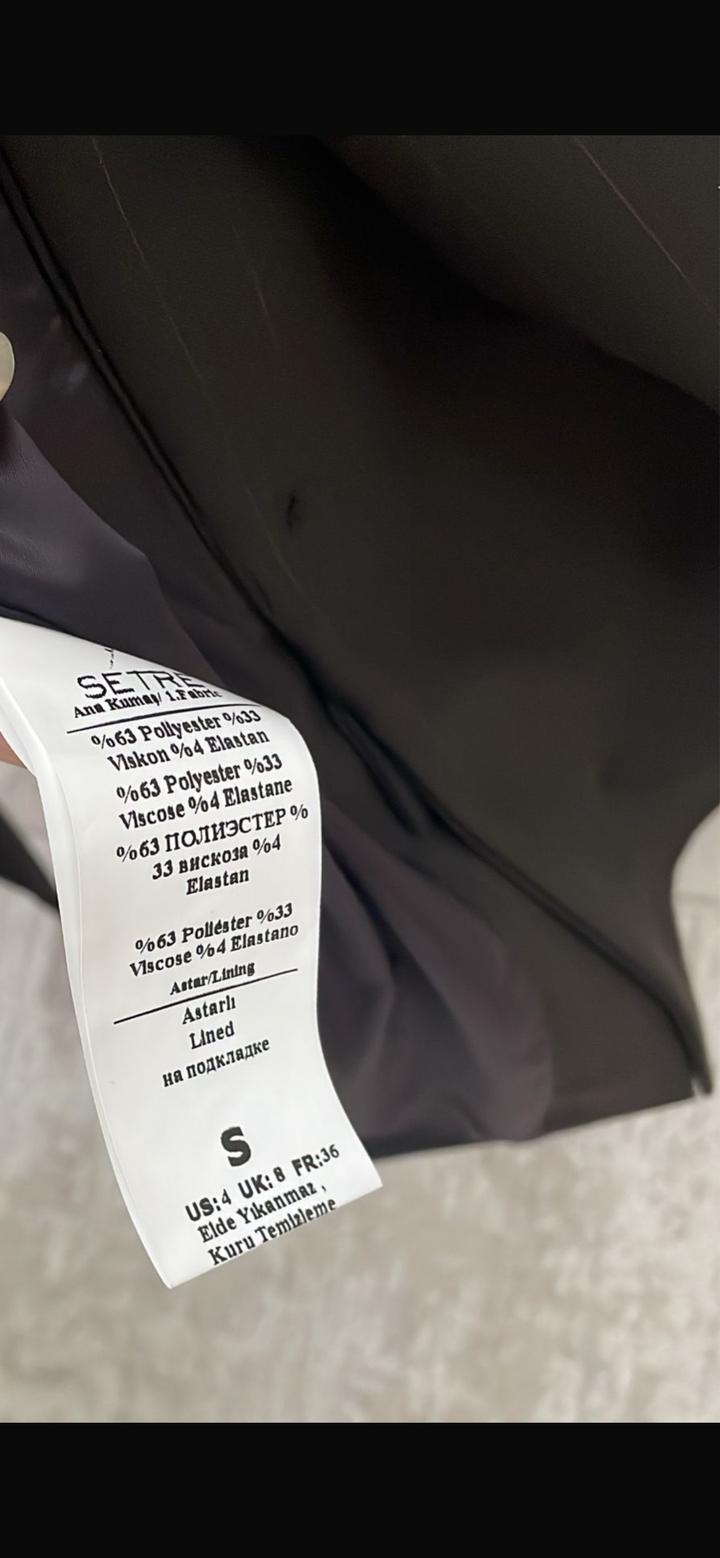 SETRE
Ana Kumaş/ 1.Fabric
%63 Pollyester %33
Viskon %4 Elastan
%63 Polyester %33
Viscose %4 Elastane
%63 ПОЛИЭСТЕР %
33 вискоза %4
Elastan
%63 Poliéster %33
Viscose %4 Elastano
Astar/Lining
Astarlı
Lined
на подкладке
S
US:4 UK:8 FR:36
Elde Yıkanmaz ,
Kuru Temizleme